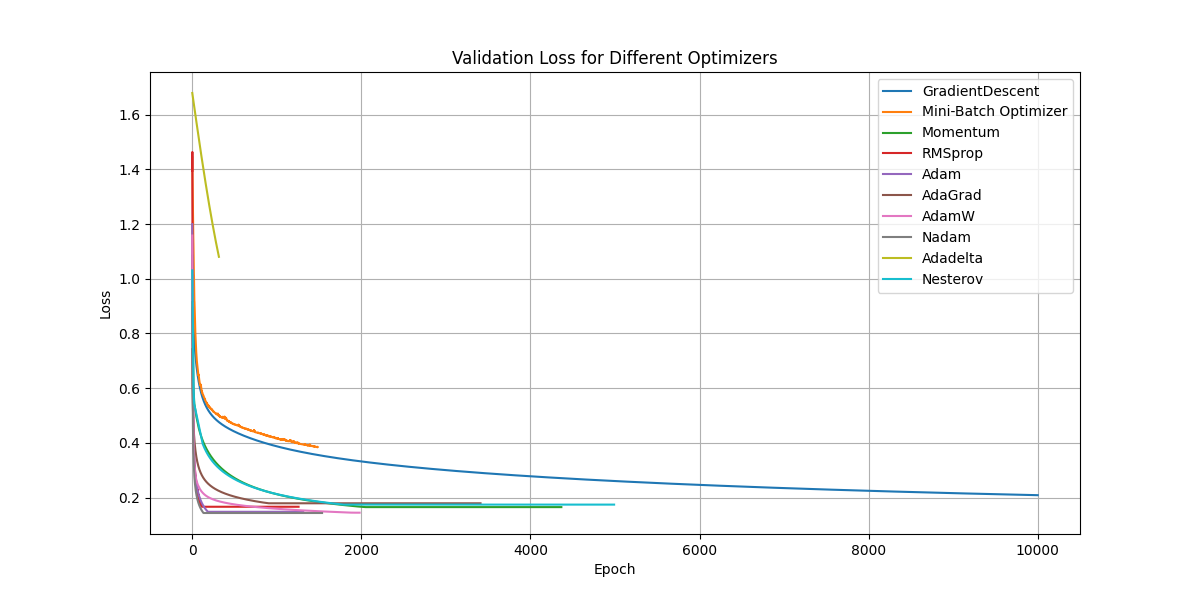 Validation Loss for Different Optimizers
GradientDescent
Mini-Batch Optimizer
Momentum
RMSprop
Adam
AdaGrad
AdamW
Nadam
Adadelta
Nesterov
1.6
1.4
1.2
1.0
0.8
0.6
0.4
0.2
Loss
0 2000 4000 6000 8000 10000
Epoch